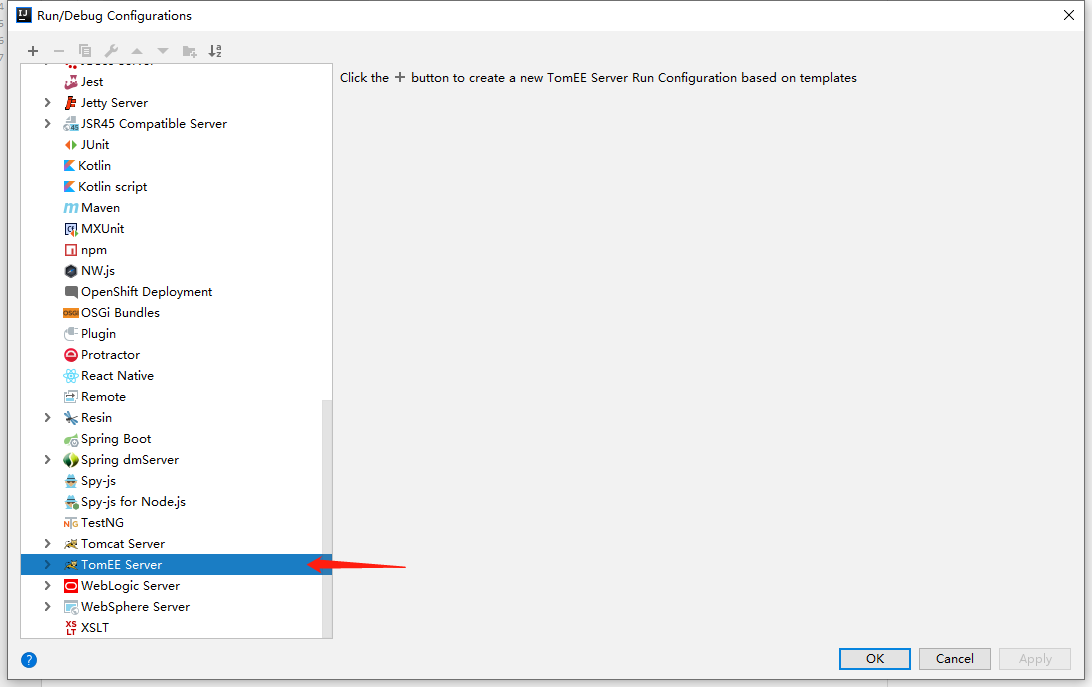 Run/Debug Configurations
Click the + button to create a new TomEE Server Run Configuration based on templates
Jest
Jetty Server
JSR45 Compatible Server
JUnit
Kotlin
Kotlin script
Maven
MXUnit
npm
NW.js
OpenShift Deployment
OSGi Bundles
Plugin
Protractor
React Native
Remote
Resin
Spring Boot
Spring dmServer
Spy-js
Spy-js for Node.js
TestNG
Tomcat Server
TomEE Server
WebLogic Server
WebSphere Server
XSLT
OK Cancel Apply